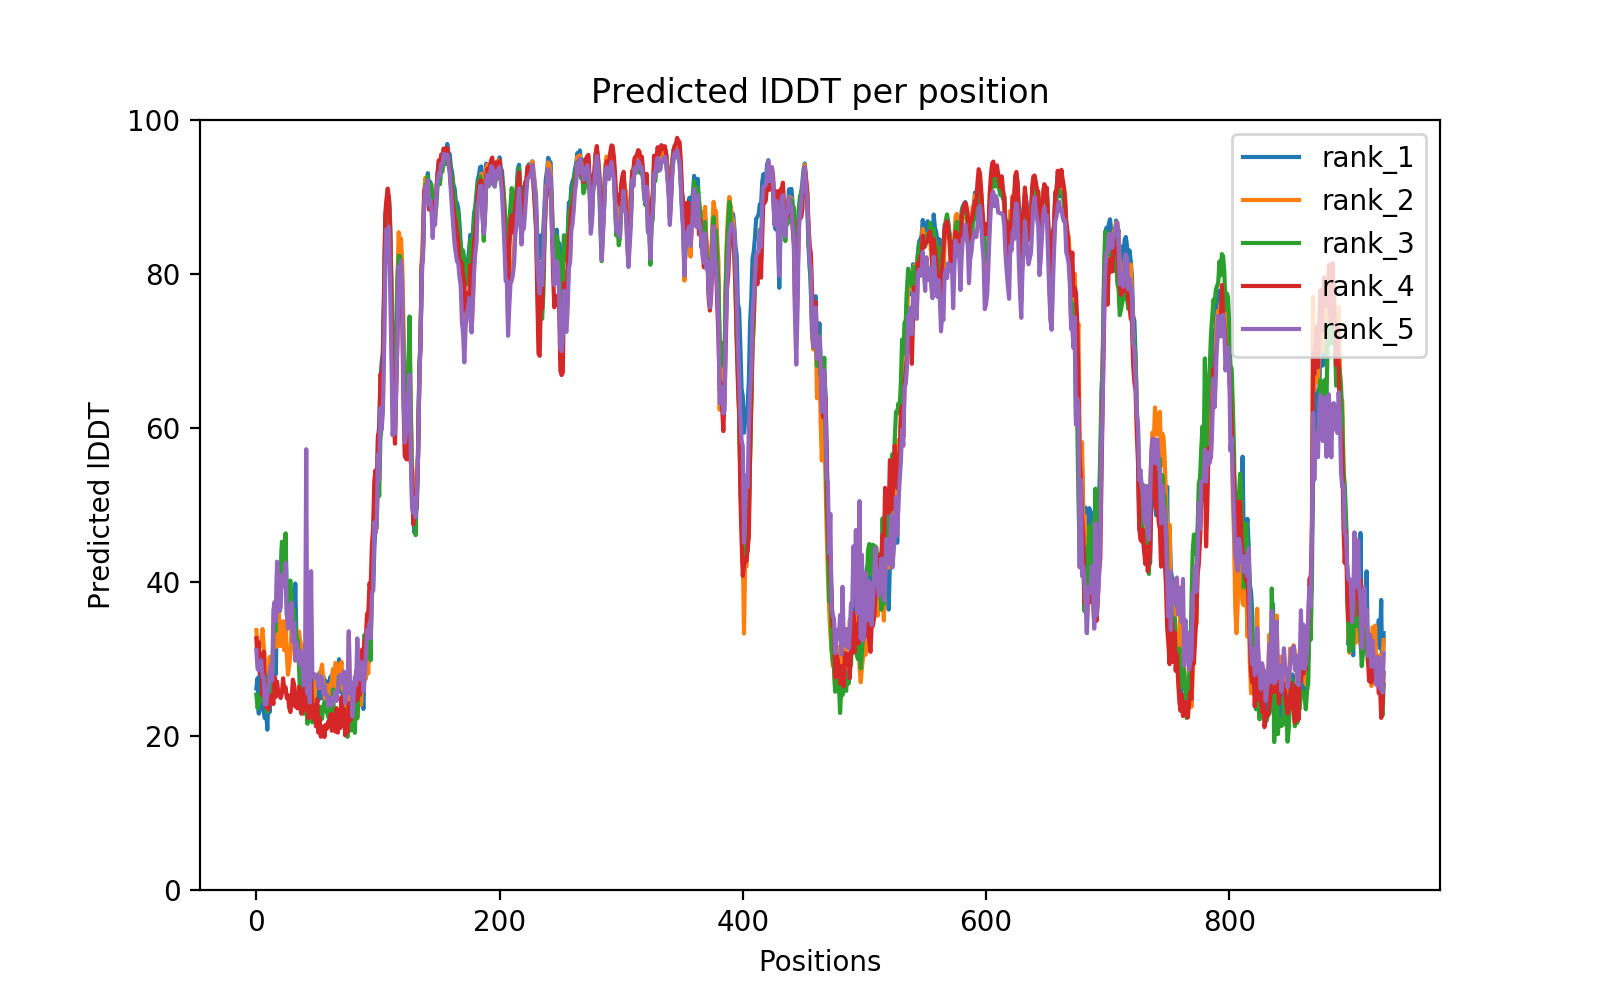 Predicted lDDT per position
100
80
60
40
20
0
Predicted lDDT
0 200 400 600 800
Positions
rank_1
rank_2
rank_3
rank_4
rank_5